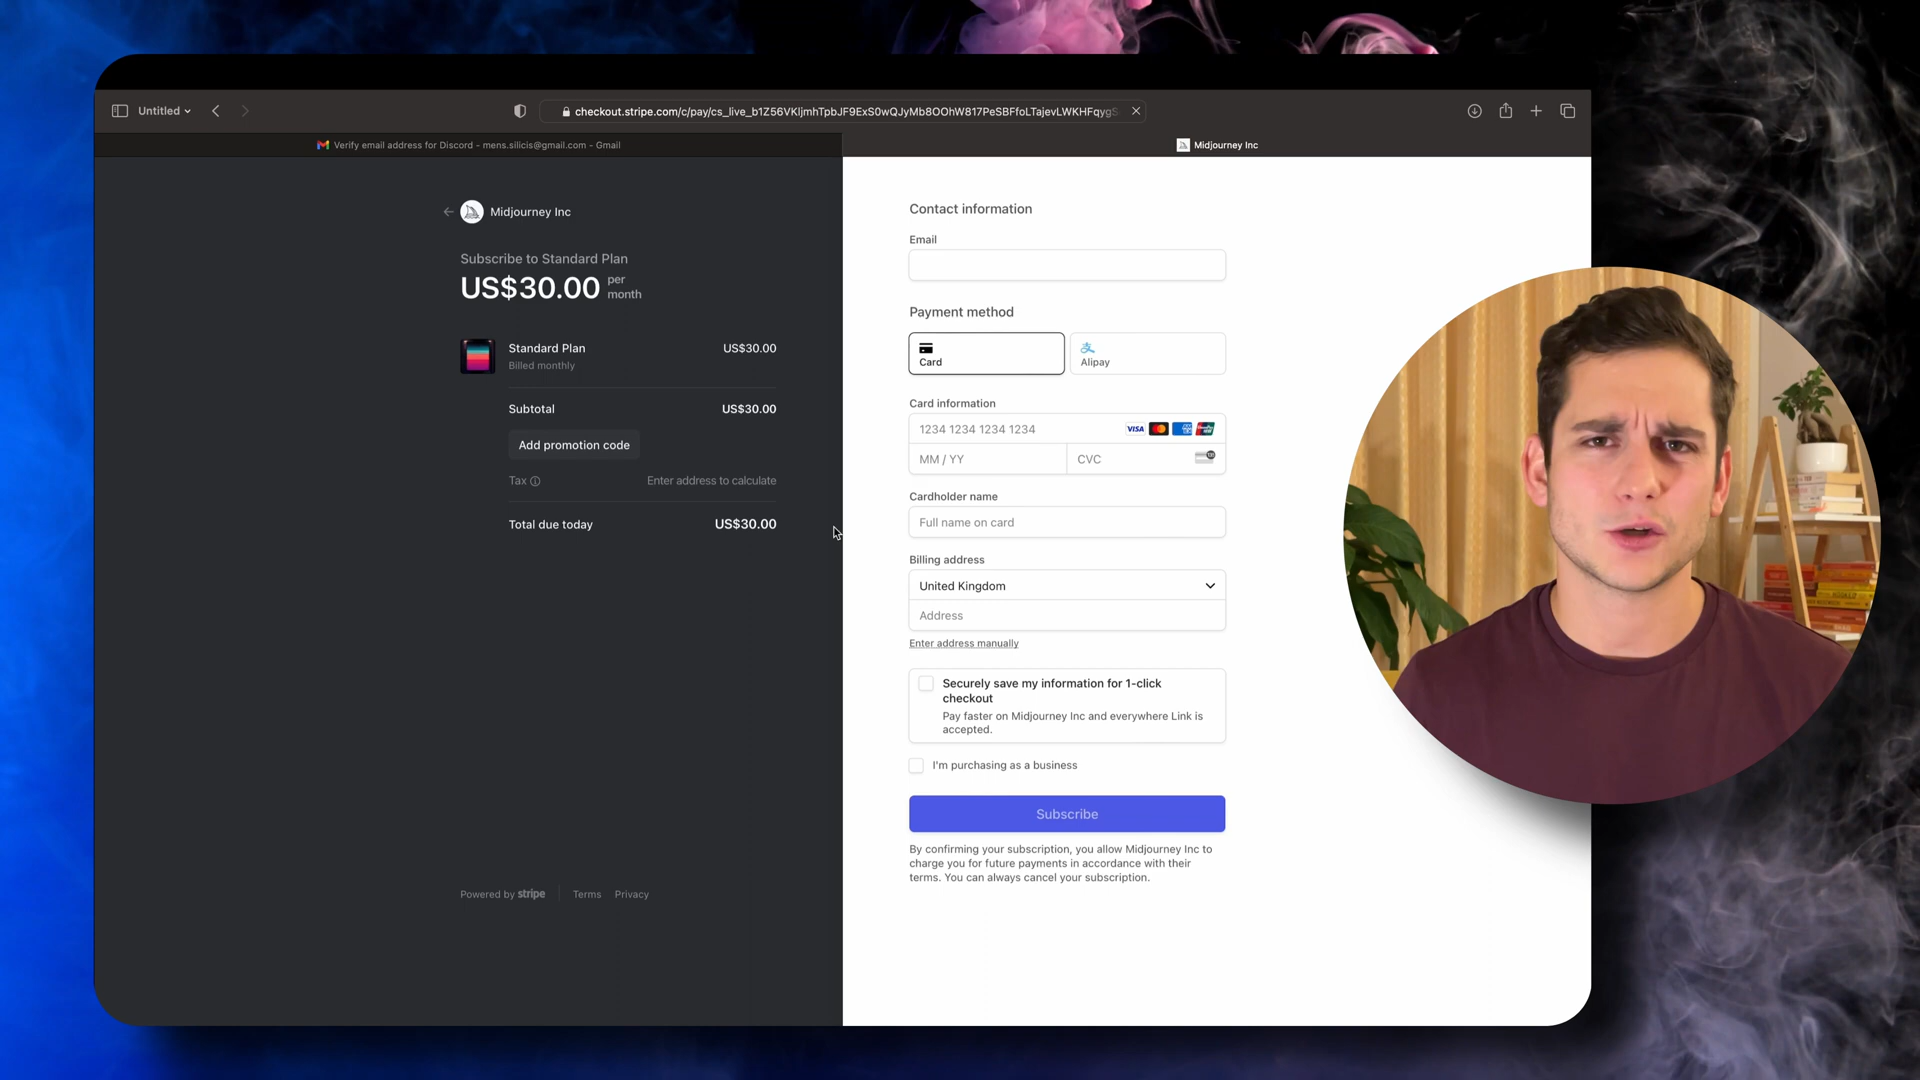 Untitled
checkout.stripe.com/c/pay/cs_live_b1Z56VKljmhTpbJF9ExS0wQJyMb8OOhW817PeSBFfoLTajevLWKHFqygS
Verify email address for Discord - mens.silicis@gmail.com - Gmail
Midjourney Inc
Midjourney Inc
Subscribe to Standard Plan
US$30.00 per month
Standard Plan US$30.00
Billed monthly
Subtotal US$30.00
Add promotion code
Tax Enter address to calculate
Total due today US$30.00
Powered by stripe Terms Privacy
Contact information
Email
Payment method
Card Alipay
Card information
1234 1234 1234 1234 VISA
MM / YY CVC
Cardholder name
Full name on card
Billing address
United Kingdom
Address
Enter address manually
Securely save my information for 1-click
checkout
Pay faster on Midjourney Inc and everywhere Link is
accepted.
I'm purchasing as a business
Subscribe
By confirming your subscription, you allow Midjourney Inc to
charge you for future payments in accordance with their
terms. You can always cancel your subscription.